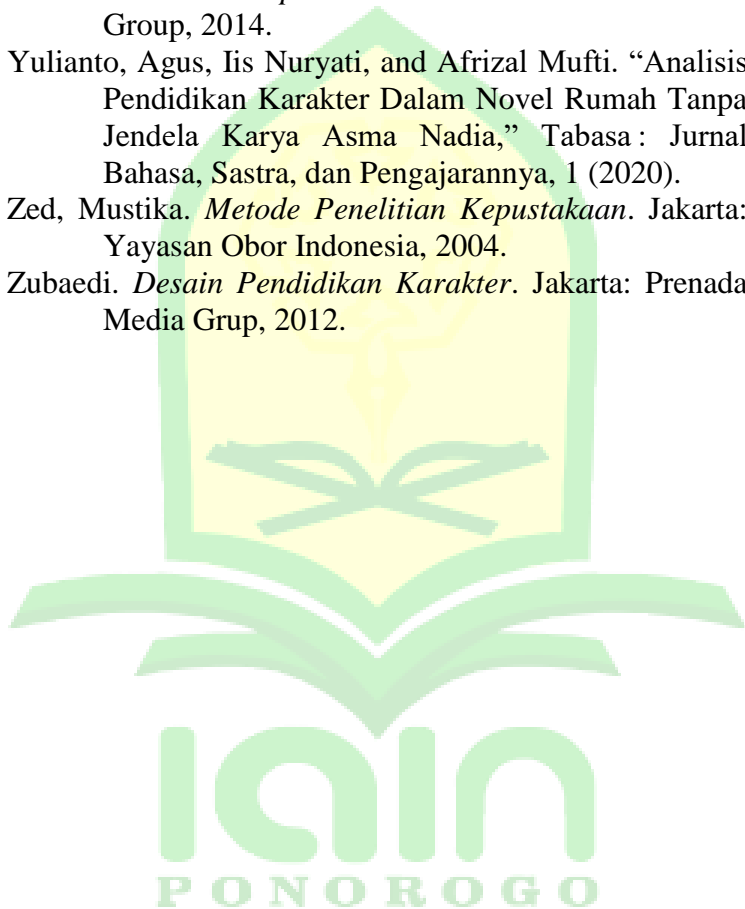 Group, 2014.
Yulianto, Agus, Iis Nuryati, and Afrizal Mufti. “Analisis
Pendidikan Karakter Dalam Novel Rumah Tanpa
Jendela Karya Asma Nadia,” Tabasa : Jurnal
Bahasa, Sastra, dan Pengajarannya, 1 (2020).
Zed, Mustika. Metode Penelitian Kepustakaan. Jakarta:
Yayasan Obor Indonesia, 2004.
Zubaedi. Desain Pendidikan Karakter. Jakarta: Prenada
Media Grup, 2012.
iain
PONOROGO